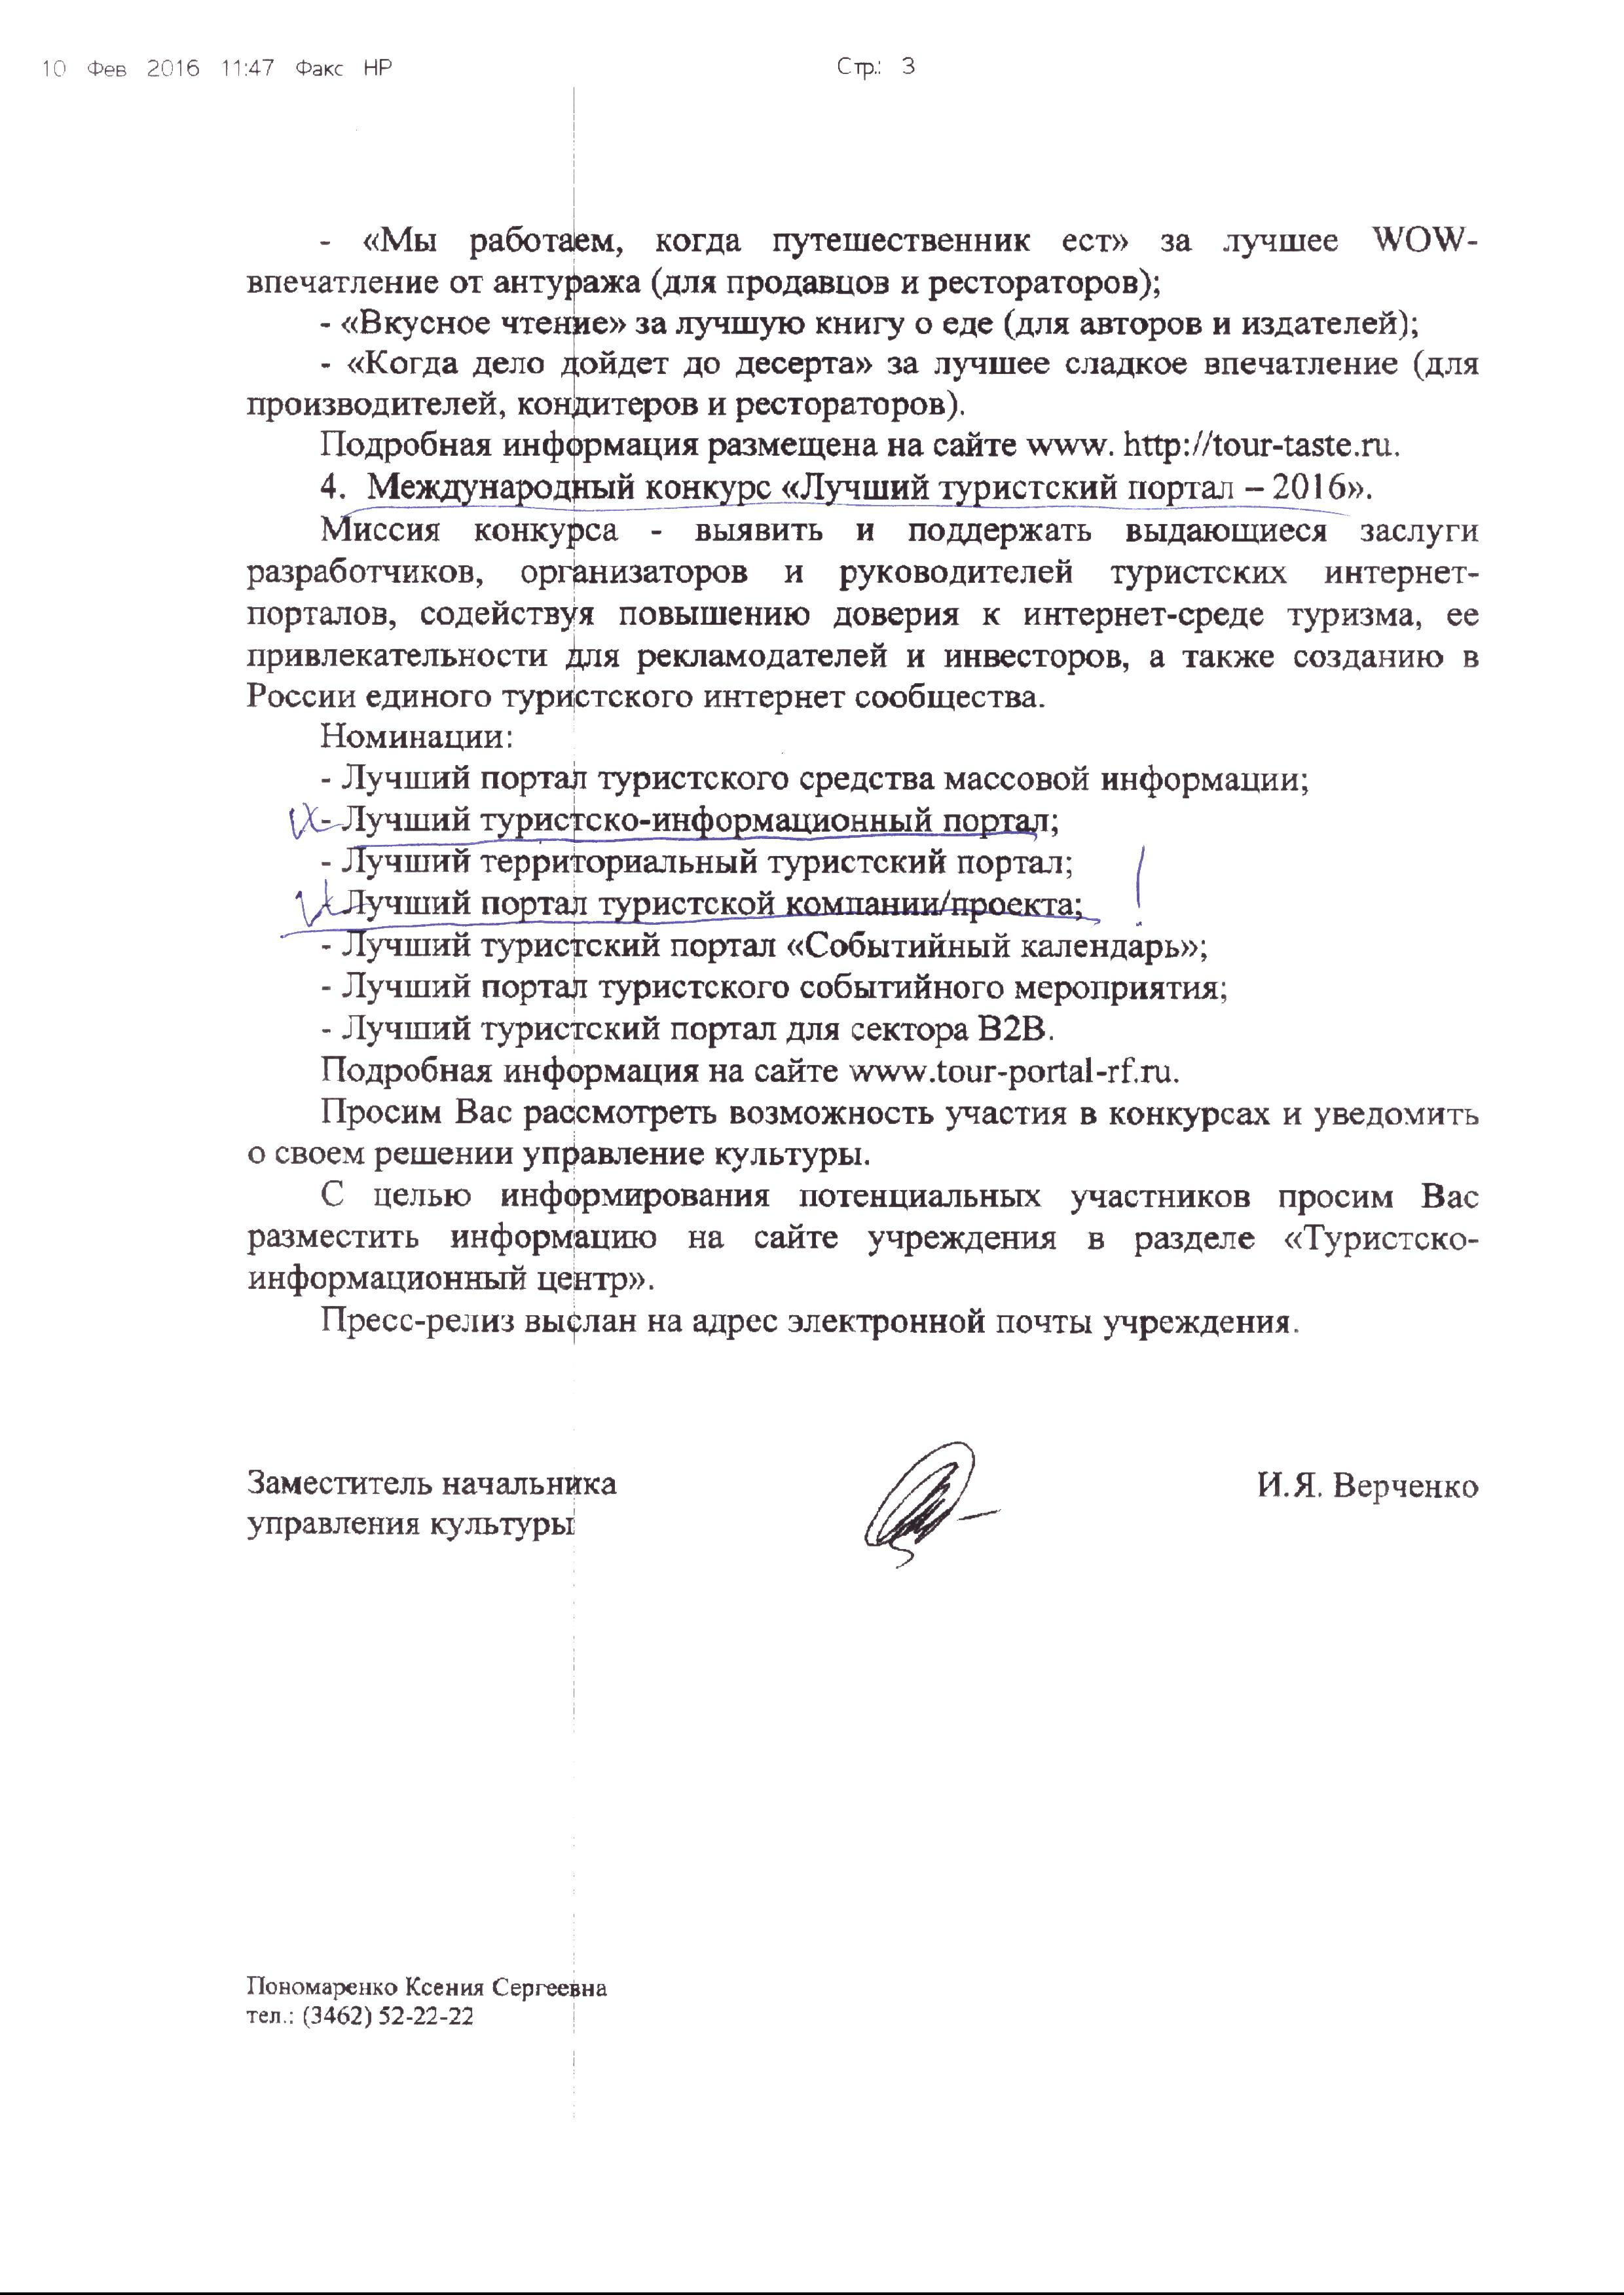 10 Фев 2016 11:47 Факс HP Стр.: 3
- «Мы работаем, когда путешественник ест» за лучшее WOW-
впечатление от антуража (для продавцов и рестораторов);
- «Вкусное чтение» за лучшую книгу о еде (для авторов и издателей);
- «Когда дело дойдет до десерта» за лучшее сладкое впечатление (для
производителей, кондитеров и рестораторов).
Подробная информация размещена на сайте www. http://tour-taste.ru.
4. Международный конкурс «Лучший туристский портал – 2016».
Миссия конкурса - выявить и поддержать выдающиеся заслуги
разработчиков, организаторов и руководителей туристских интернет-
порталов, содействуя повышению доверия к интернет-среде туризма, ее
привлекательности для рекламодателей и инвесторов, а также созданию в
России единого туристского интернет сообщества.
Номинации:
- Лучший портал туристского средства массовой информации;
- Лучший туристско-информационный портал;
- Лучший территориальный туристский портал;
- Лучший портал туристской компании/проекта; !
- Лучший туристский портал «Событийный календарь»;
- Лучший портал туристского событийного мероприятия;
- Лучший туристский портал для сектора B2B.
Подробная информация на сайте www.tour-portal-rf.ru.
Просим Вас рассмотреть возможность участия в конкурсах и уведомить
о своем решении управление культуры.
С целью информирования потенциальных участников просим Вас
разместить информацию на сайте учреждения в разделе «Туристско-
информационный центр».
Пресс-релиз выслан на адрес электронной почты учреждения.
Заместитель начальника И.Я. Верченко
управления культуры
Пономаренко Ксения Сергеевна
тел.: (3462) 52-22-22